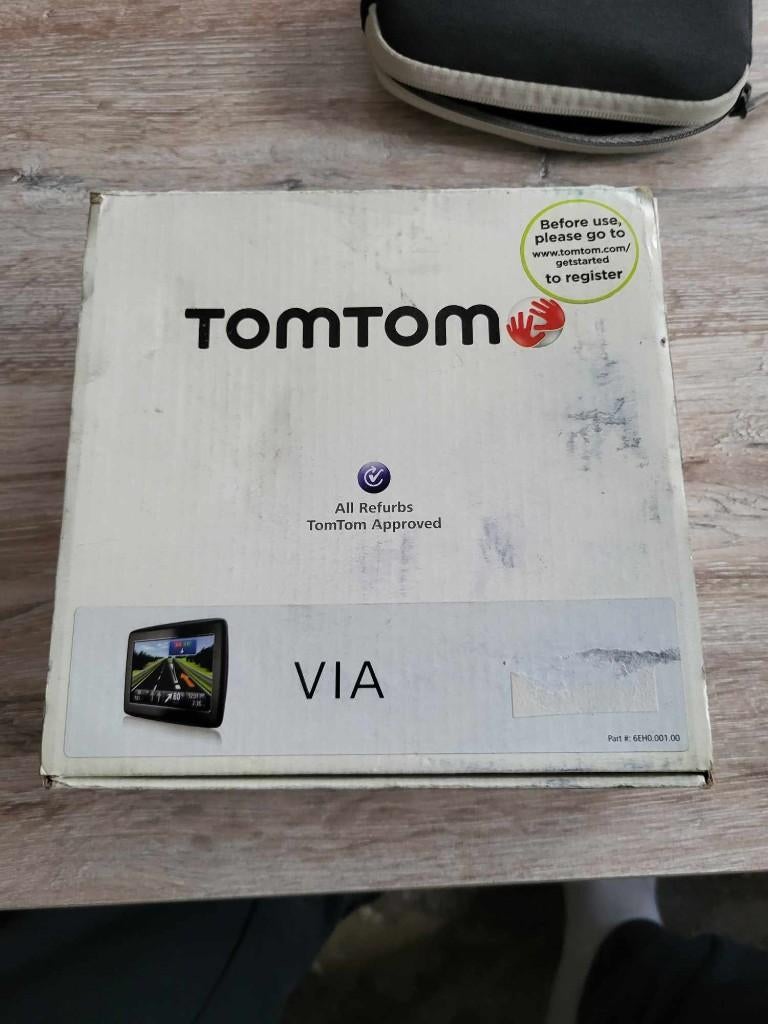 Before use,
please go to
www.tomtom.com/
getstarted
to register
TOMTOM
All Refurbs
TomTom Approved
VIA
Part #: 6EH0.001.00